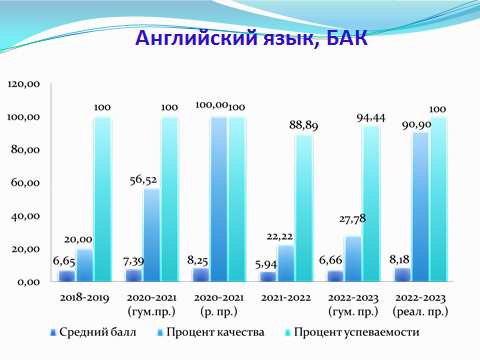 Английский язык, БАК
120,00
100,00
80,00
60,00
40,00
20,00
0,00
6,65 20,00 100
7,39 56,52 100
8,25 100,00 100
5,94 22,22 88,89
6,66 27,78 94,44
8,18 90,90 100
2018-2019
2020-2021
(гум.пр.)
2020-2021
(р. пр.)
2021-2022
2022-2023
(гум. пр.)
2022-2023
(реал. пр.)
Средний балл Процент качества Процент успеваемости